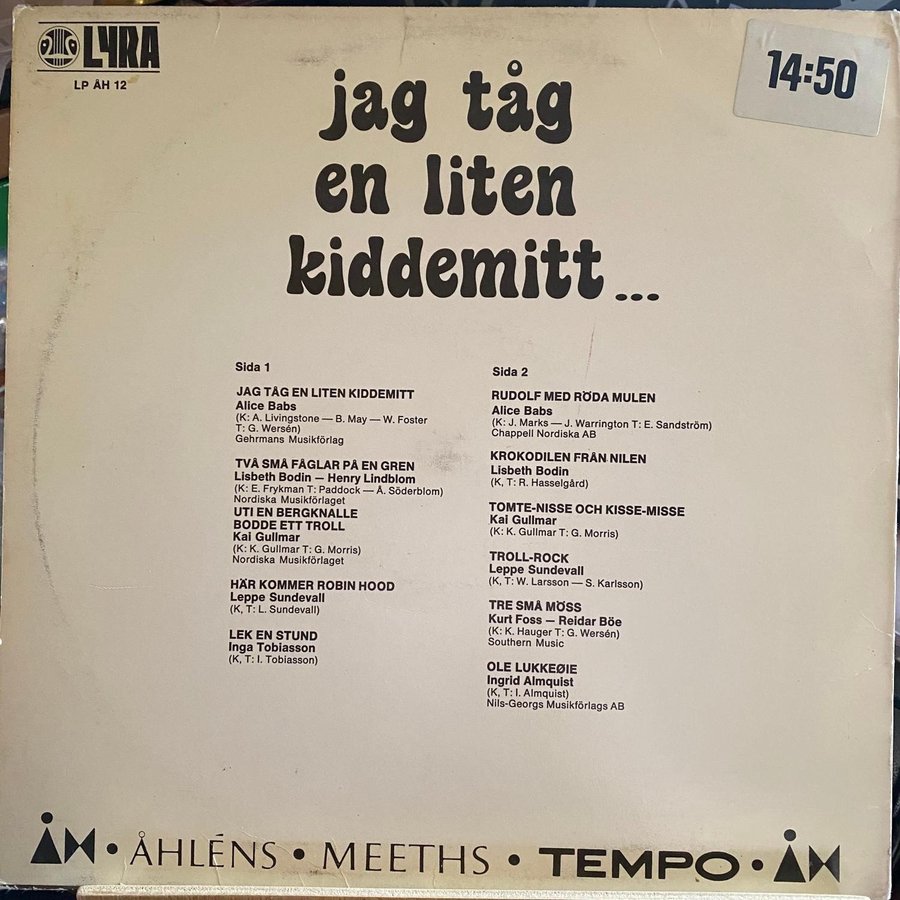 LYRA
LP ÅH 12
14:50
jag tåg
en liten
kiddemitt...
Sida 1
JAG TÅG EN LITEN KIDDEMITT
Alice Babs
(K: A. Livingstone — B. May — W. Foster
T: G. Wersén)
Gehrmans Musikförlag
TVÅ SMÅ FÅGLAR PÅ EN GREN
Lisbeth Bodin — Henry Lindblom
(K: E. Frykman T: Paddock — Å. Söderblom)
Nordiska Musikförlaget
UTI EN BERGKNALLE
BODDE ETT TROLL
Kai Gullmar
(K: K. Gullmar T: G. Morris)
Nordiska Musikförlaget
HÄR KOMMER ROBIN HOOD
Leppe Sundevall
(K, T: L. Sundevall)
LEK EN STUND
Inga Tobiasson
(K, T: I. Tobiasson)
Sida 2
RUDOLF MED RÖDA MULEN
Alice Babs
(K: J. Marks — J. Warrington T: E. Sandström)
Chappell Nordiska AB
KROKODILEN FRÅN NILEN
Lisbeth Bodin
(K, T: R. Hasselgård)
TOMTE-NISSE OCH KISSE-MISSE
Kai Gullmar
(K: K. Gullmar T: G. Morris)
TROLL-ROCK
Leppe Sundevall
(K, T: W. Larsson — S. Karlsson)
TRE SMÅ MÖSS
Kurt Foss — Reidar Böe
(K: K. Hauger T: G. Wersén)
Southern Music
OLE LUKKEØIE
Ingrid Almquist
(K, T: I. Almquist)
Nils-Georgs Musikförlags AB
ÅH • ÅHLÉNS • MEETHS • TEMPO • ÅH